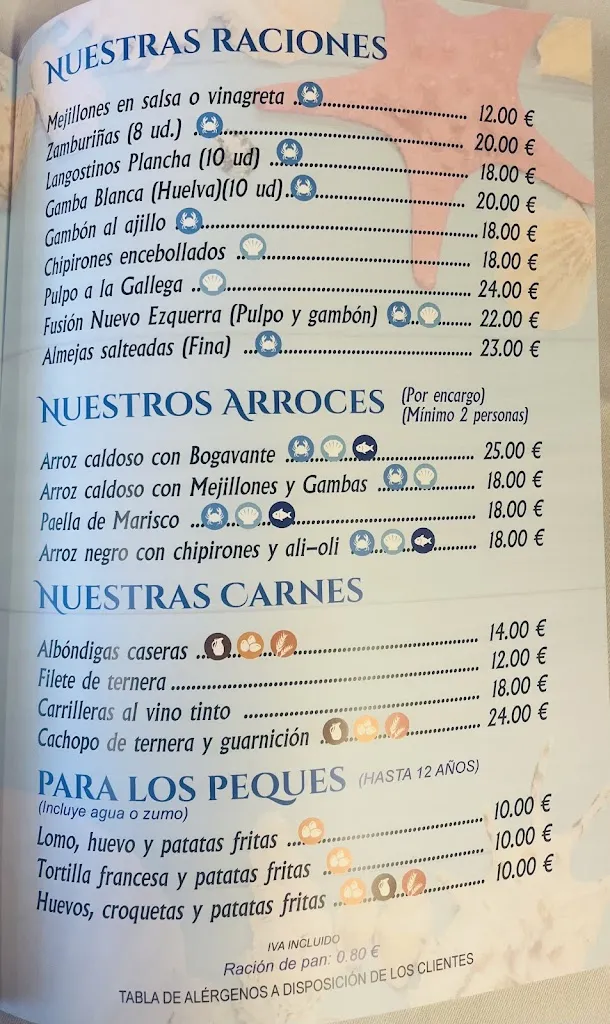 NUESTRAS RACIONES
Mejillones en salsa o vinagreta ........ 12.00 €
Zamburiñas (8 ud.) ........ 20.00 €
Langostinos Plancha (10 ud) ........ 18.00 €
Gamba Blanca (Huelva)(10 ud) ........ 20.00 €
Gambón al ajillo ........ 18.00 €
Chipirones encebollados ........ 18.00 €
Pulpo a la Gallega ........ 24.00 €
Fusión Nuevo Ezquerra (Pulpo y gambón) ........ 22.00 €
Almejas salteadas (Fina) ........ 23.00 €
NUESTROS ARROCES (Por encargo)
(Mínimo 2 personas)
Arroz caldoso con Bogavante ........ 25.00 €
Arroz caldoso con Mejillones y Gambas ........ 18.00 €
Paella de Marisco ........ 18.00 €
Arroz negro con chipirones y ali-oli ........ 18.00 €
NUESTRAS CARNES
Albóndigas caseras ........ 14.00 €
Filete de ternera ........ 12.00 €
Carrilleras al vino tinto ........ 18.00 €
Cachopo de ternera y guarnición ........ 24.00 €
PARA LOS PEQUES (HASTA 12 AÑOS)
(Incluye agua o zumo)
Lomo, huevo y patatas fritas ........ 10.00 €
Tortilla francesa y patatas fritas ........ 10.00 €
Huevos, croquetas y patatas fritas ........ 10.00 €
IVA INCLUIDO
Ración de pan: 0.80 €
TABLA DE ALÉRGENOS A DISPOSICIÓN DE LOS CLIENTES